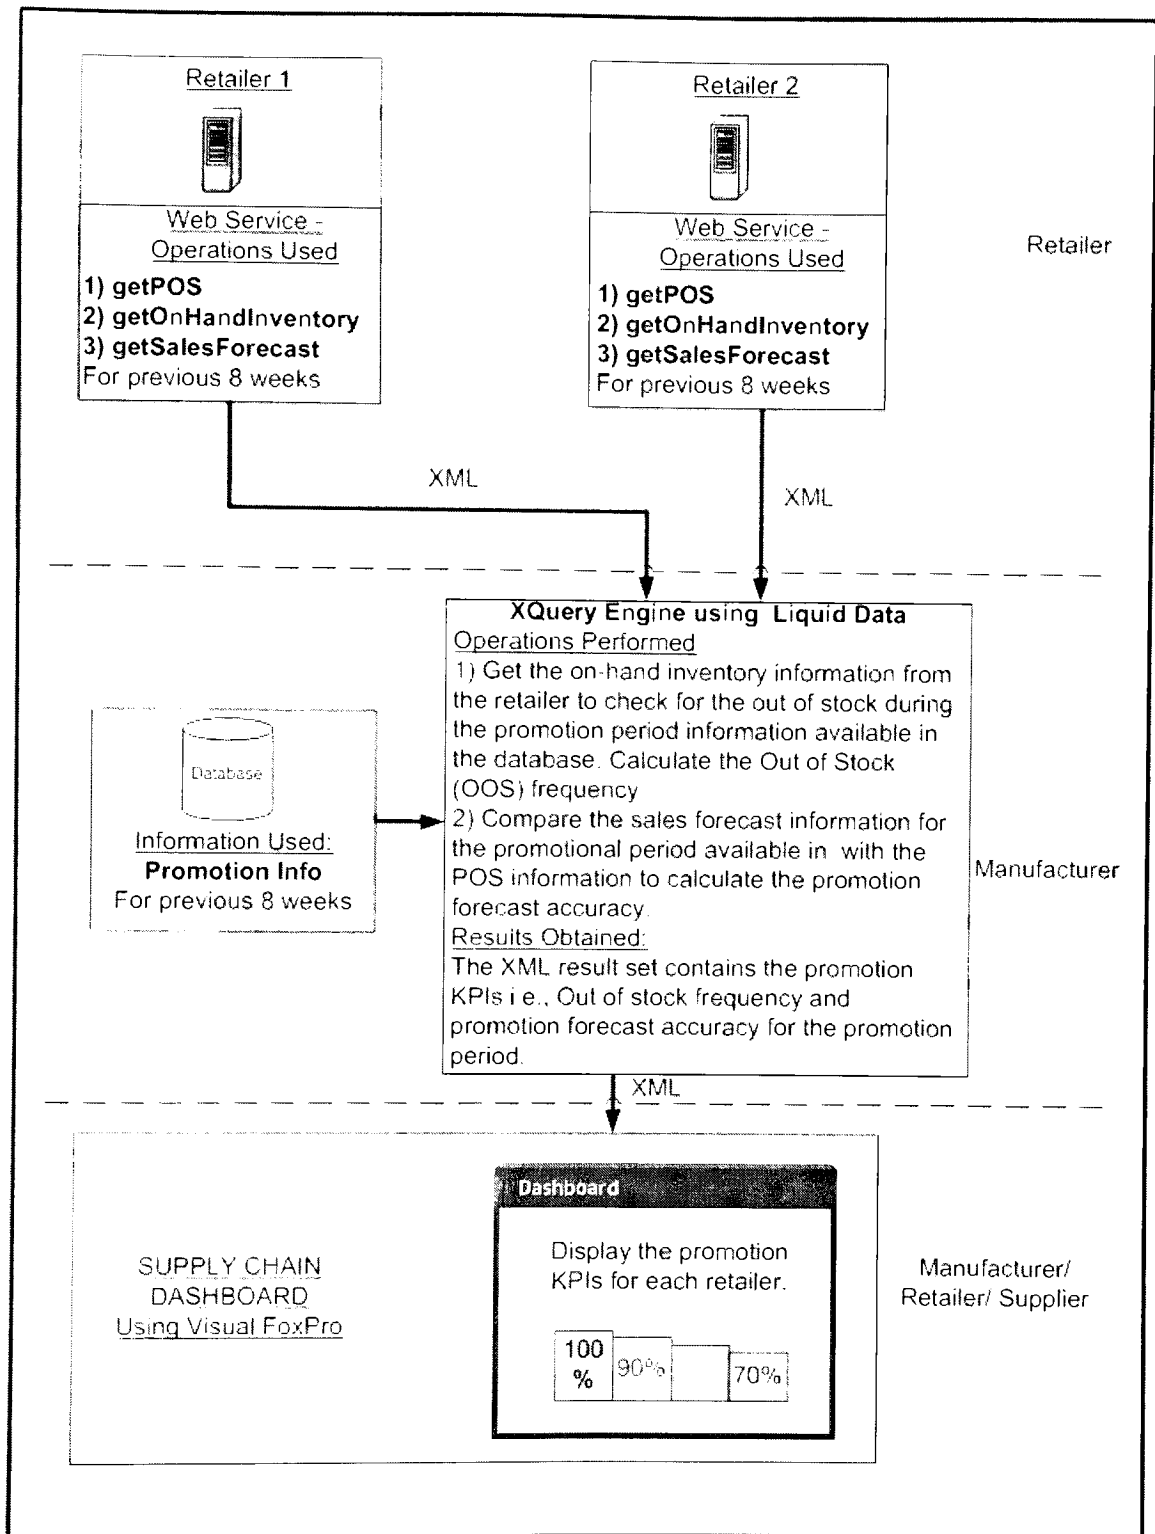 Retailer 1
Web Service -
Operations Used
1) getPOS
2) getOnHandInventory
3) getSalesForecast
For previous 8 weeks
Retailer 2
Web Service -
Operations Used
1) getPOS
2) getOnHandInventory
3) getSalesForecast
For previous 8 weeks
Retailer
XML
XML
XQuery Engine using Liquid Data
Operations Performed
1) Get the on-hand inventory information from
the retailer to check for the out of stock during
the promotion period information available in
the database. Calculate the Out of Stock
(OOS) frequency
2) Compare the sales forecast information for
the promotional period available in with the
POS information to calculate the promotion
forecast accuracy.
Results Obtained:
The XML result set contains the promotion
KPIs i e., Out of stock frequency and
promotion forecast accuracy for the promotion
period.
Database
Information Used:
Promotion Info
For previous 8 weeks
Manufacturer
XML
SUPPLY CHAIN
DASHBOARD
Using Visual FoxPro
Dashboard
Display the promotion
KPIs for each retailer.
100
%
90%
70%
Manufacturer/
Retailer/ Supplier